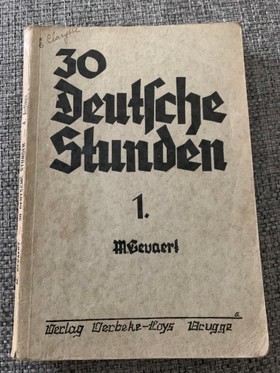 30
Deutsche
Stunden
1.
M Gevaert
Verlag Verbeke-Loys Brugge